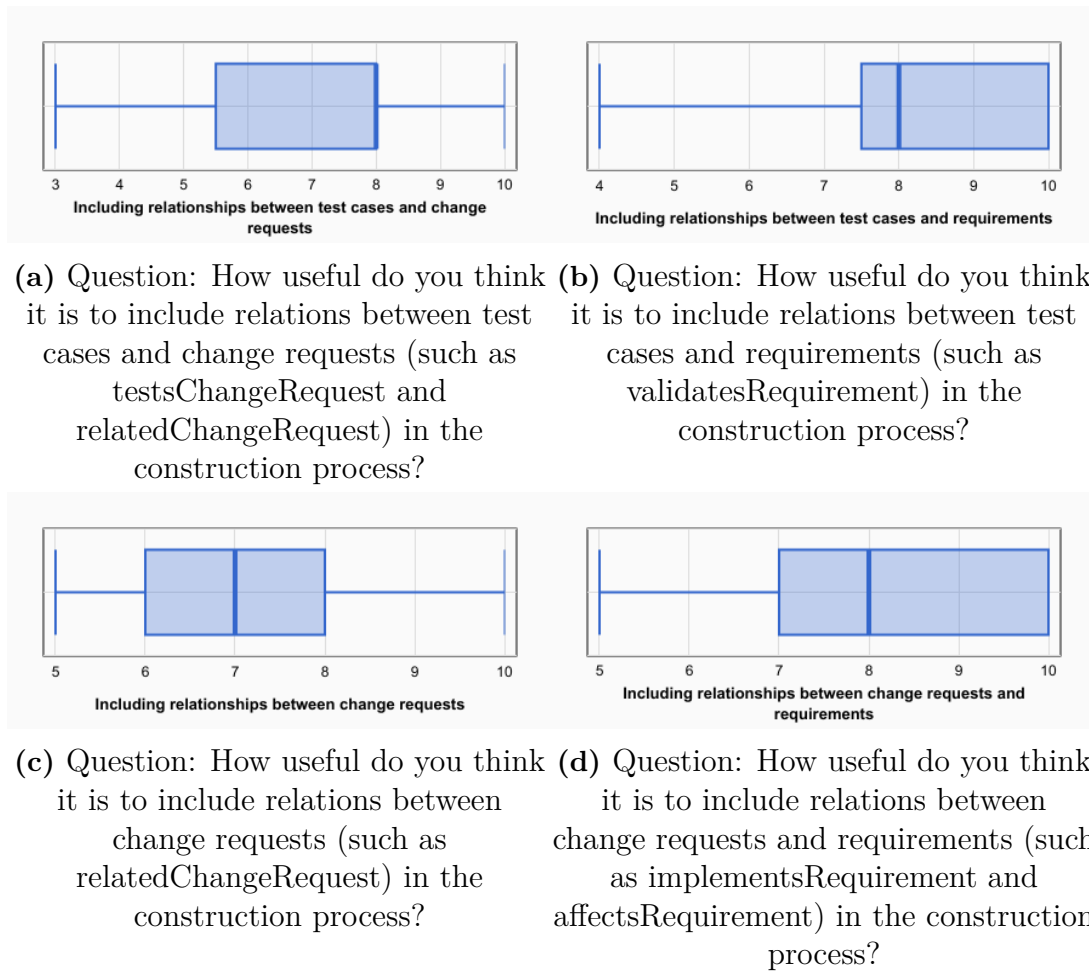 3 4 5 6 7 8 9 10
Including relationships between test cases and change
requests
4 5 6 7 8 9 10
Including relationships between test cases and requirements
(a) Question: How useful do you think
it is to include relations between test
cases and change requests (such as
testsChangeRequest and
relatedChangeRequest) in the
construction process?
(b) Question: How useful do you think
it is to include relations between test
cases and requirements (such as
validatesRequirement) in the
construction process?
5 6 7 8 9 10
Including relationships between change requests
5 6 7 8 9 10
Including relationships between change requests and
requirements
(c) Question: How useful do you think
it is to include relations between
change requests (such as
relatedChangeRequest) in the
construction process?
(d) Question: How useful do you think
it is to include relations between
change requests and requirements (such
as implementsRequirement and
affectsRequirement) in the construction
process?